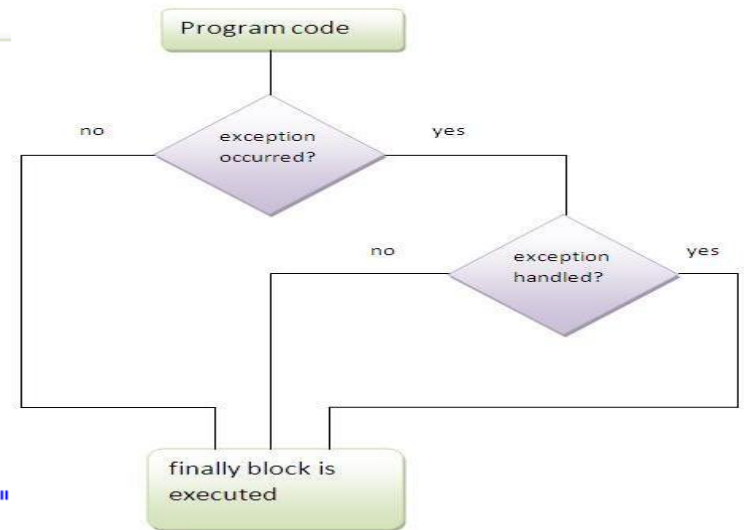 Program code
no
yes
exception
occurred?
no
yes
exception
handled?
finally block is
executed